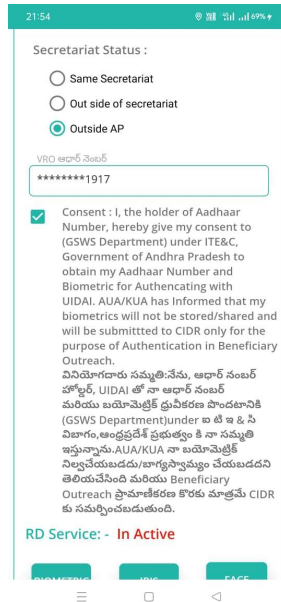 21:54
69%
Secretariat Status :
Same Secretariat
Out side of secretariat
Outside AP
VRO ఆధార్ నెంబర్
********1917
Consent : I, the holder of Aadhaar
Number, hereby give my consent to
(GSWS Department) under ITE&C,
Government of Andhra Pradesh to
obtain my Aadhaar Number and
Biometric for Authencating with
UIDAI. AUA/KUA has Informed that my
biometrics will not be stored/shared and
will be submittted to CIDR only for the
purpose of Authentication in Beneficiary
Outreach.
వినియోగదారు సమ్మతి:నేను, ఆధార్ నంబర్
హోల్డర్, UIDAI తో నా ఆధార్ నంబర్
మరియు బయోమెట్రిక్ ధ్రువీకరణ పొందటానికి
(GSWS Department)under ఐ టి ఇ & సి
విబాగం,ఆంధ్రప్రదేశ్ ప్రభుత్వం కి నా సమ్మతి
ఇస్తున్నాను.AUA/KUA నా బయోమెట్రిక్
నిల్వచేయబడదు/బాగ్యస్వామ్యం చేయబడదని
తెలియచేసింది మరియు Beneficiary
Outreach ప్రామాణీకరణ కొరకు మాత్రమే CIDR
కు సమర్పించబడుతుంది.
RD Service: - In Active
BIOMETRIC IRIS FACE